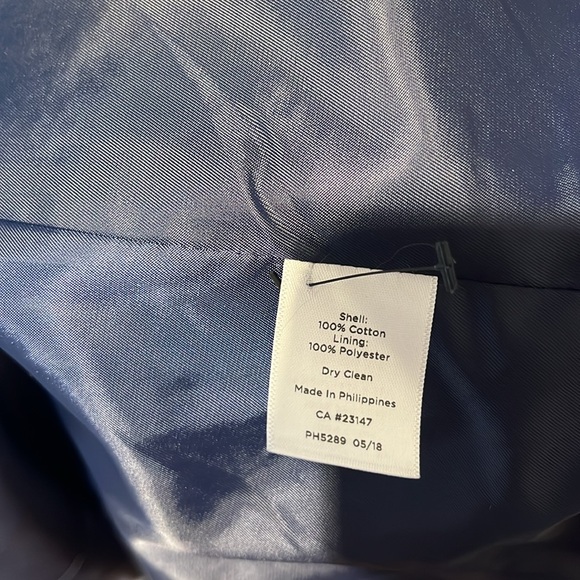 Shell:
100% Cotton
Lining:
100% Polyester
Dry Clean
Made In Philippines
CA #23147
PH5289 05/18